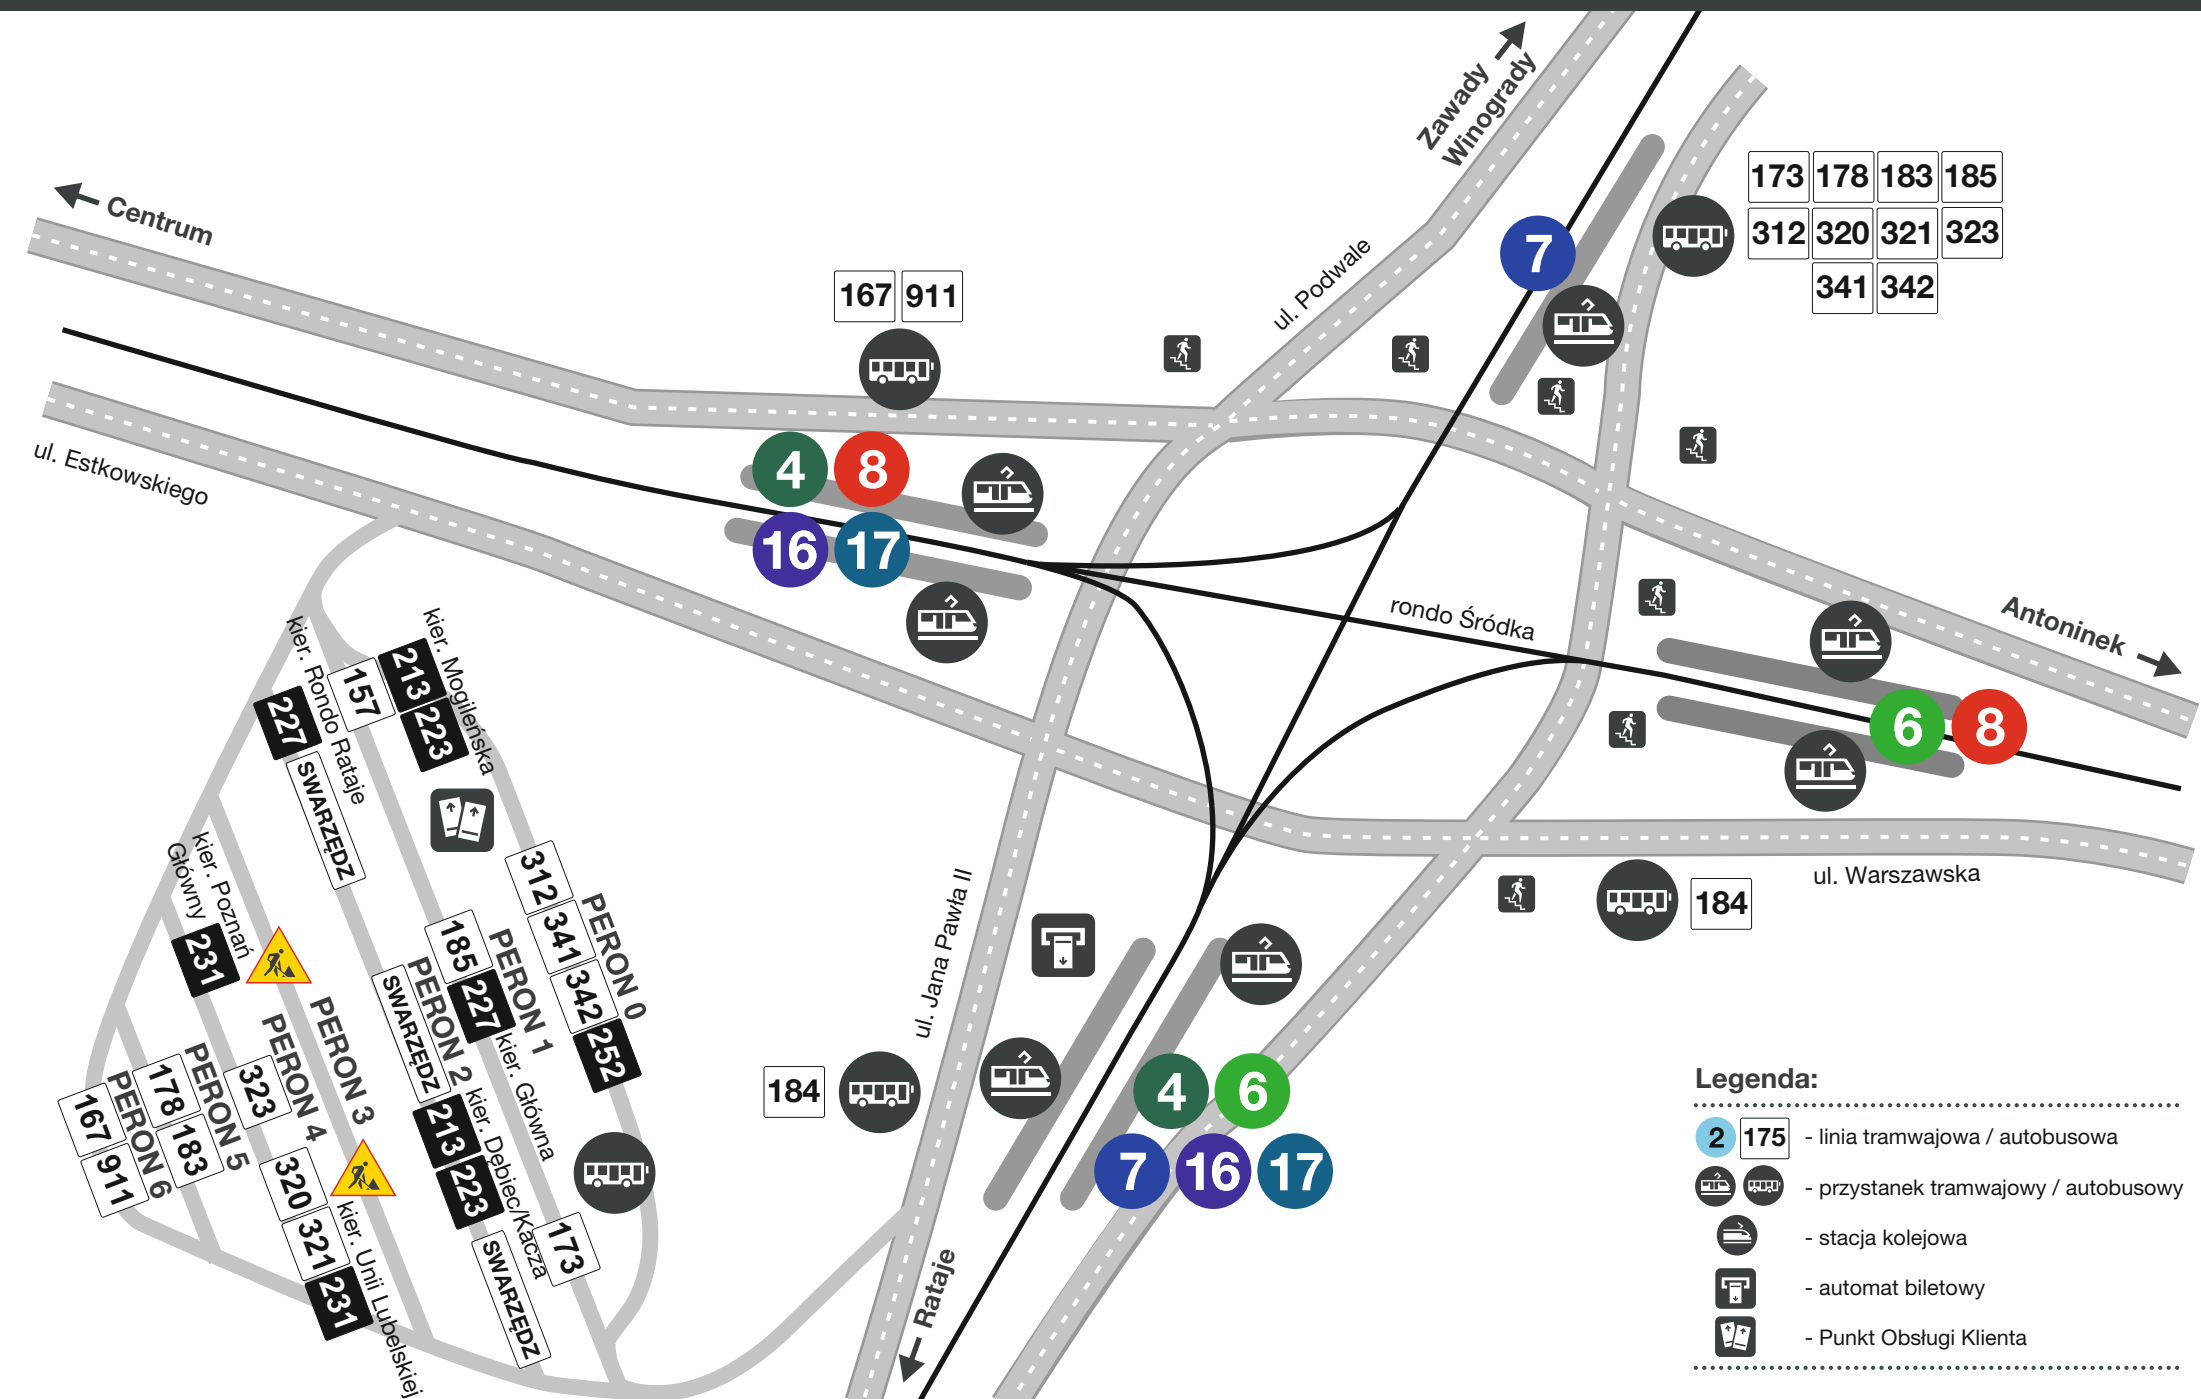 Zawady
Winogrady
Centrum
173 178 183 185
312 320 321 323
341 342
7
ul. Podwale
167 911
4 8
16 17
ul. Estkowskiego
rondo Śródka
Antoninek
6 8
ul. Warszawska
184
kier. Mogileńska
213
223
157
kier. Rondo Rataje
227
SWARZĘDZ
kier. Poznań
Główny
231
PERON 0
312
341
342
252
PERON 1
185
227
kier. Główna
173
PERON 2
SWARZĘDZ
213
223
kier. Dębiec/Kacza
SWARZĘDZ
PERON 3
PERON 4
323
320
321
231
kier. Unii Lubelskiej
PERON 5
178
183
PERON 6
167
911
ul. Jana Pawła II
184
4 6
7 16 17
Rataje
Legenda:
2 175 - linia tramwajowa / autobusowa
- przystanek tramwajowy / autobusowy
- stacja kolejowa
- automat biletowy
- Punkt Obsługi Klienta